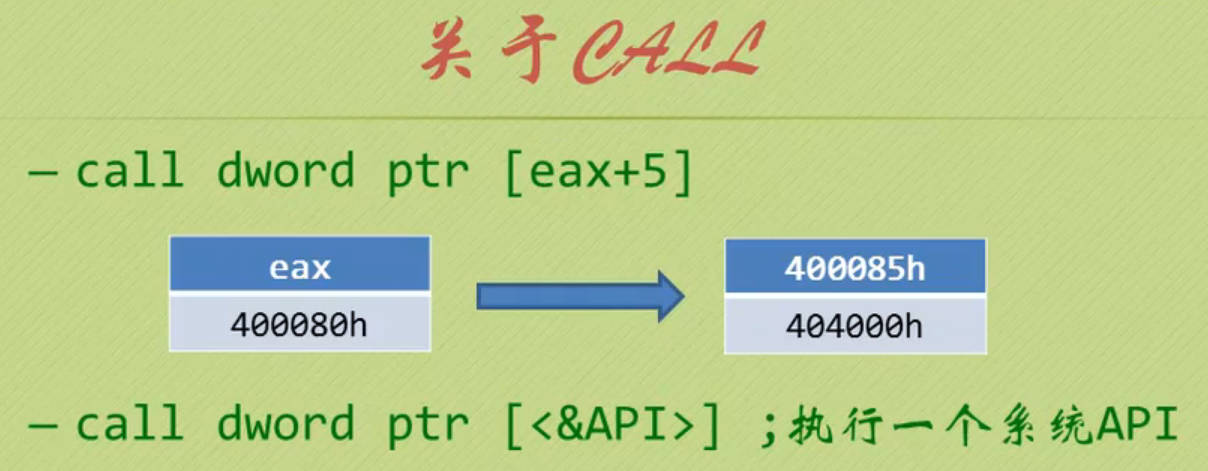 关于CALL
– call dword ptr [eax+5]
eax
400080h
400085h
404000h
– call dword ptr [<&API>] ;执行一个系统API